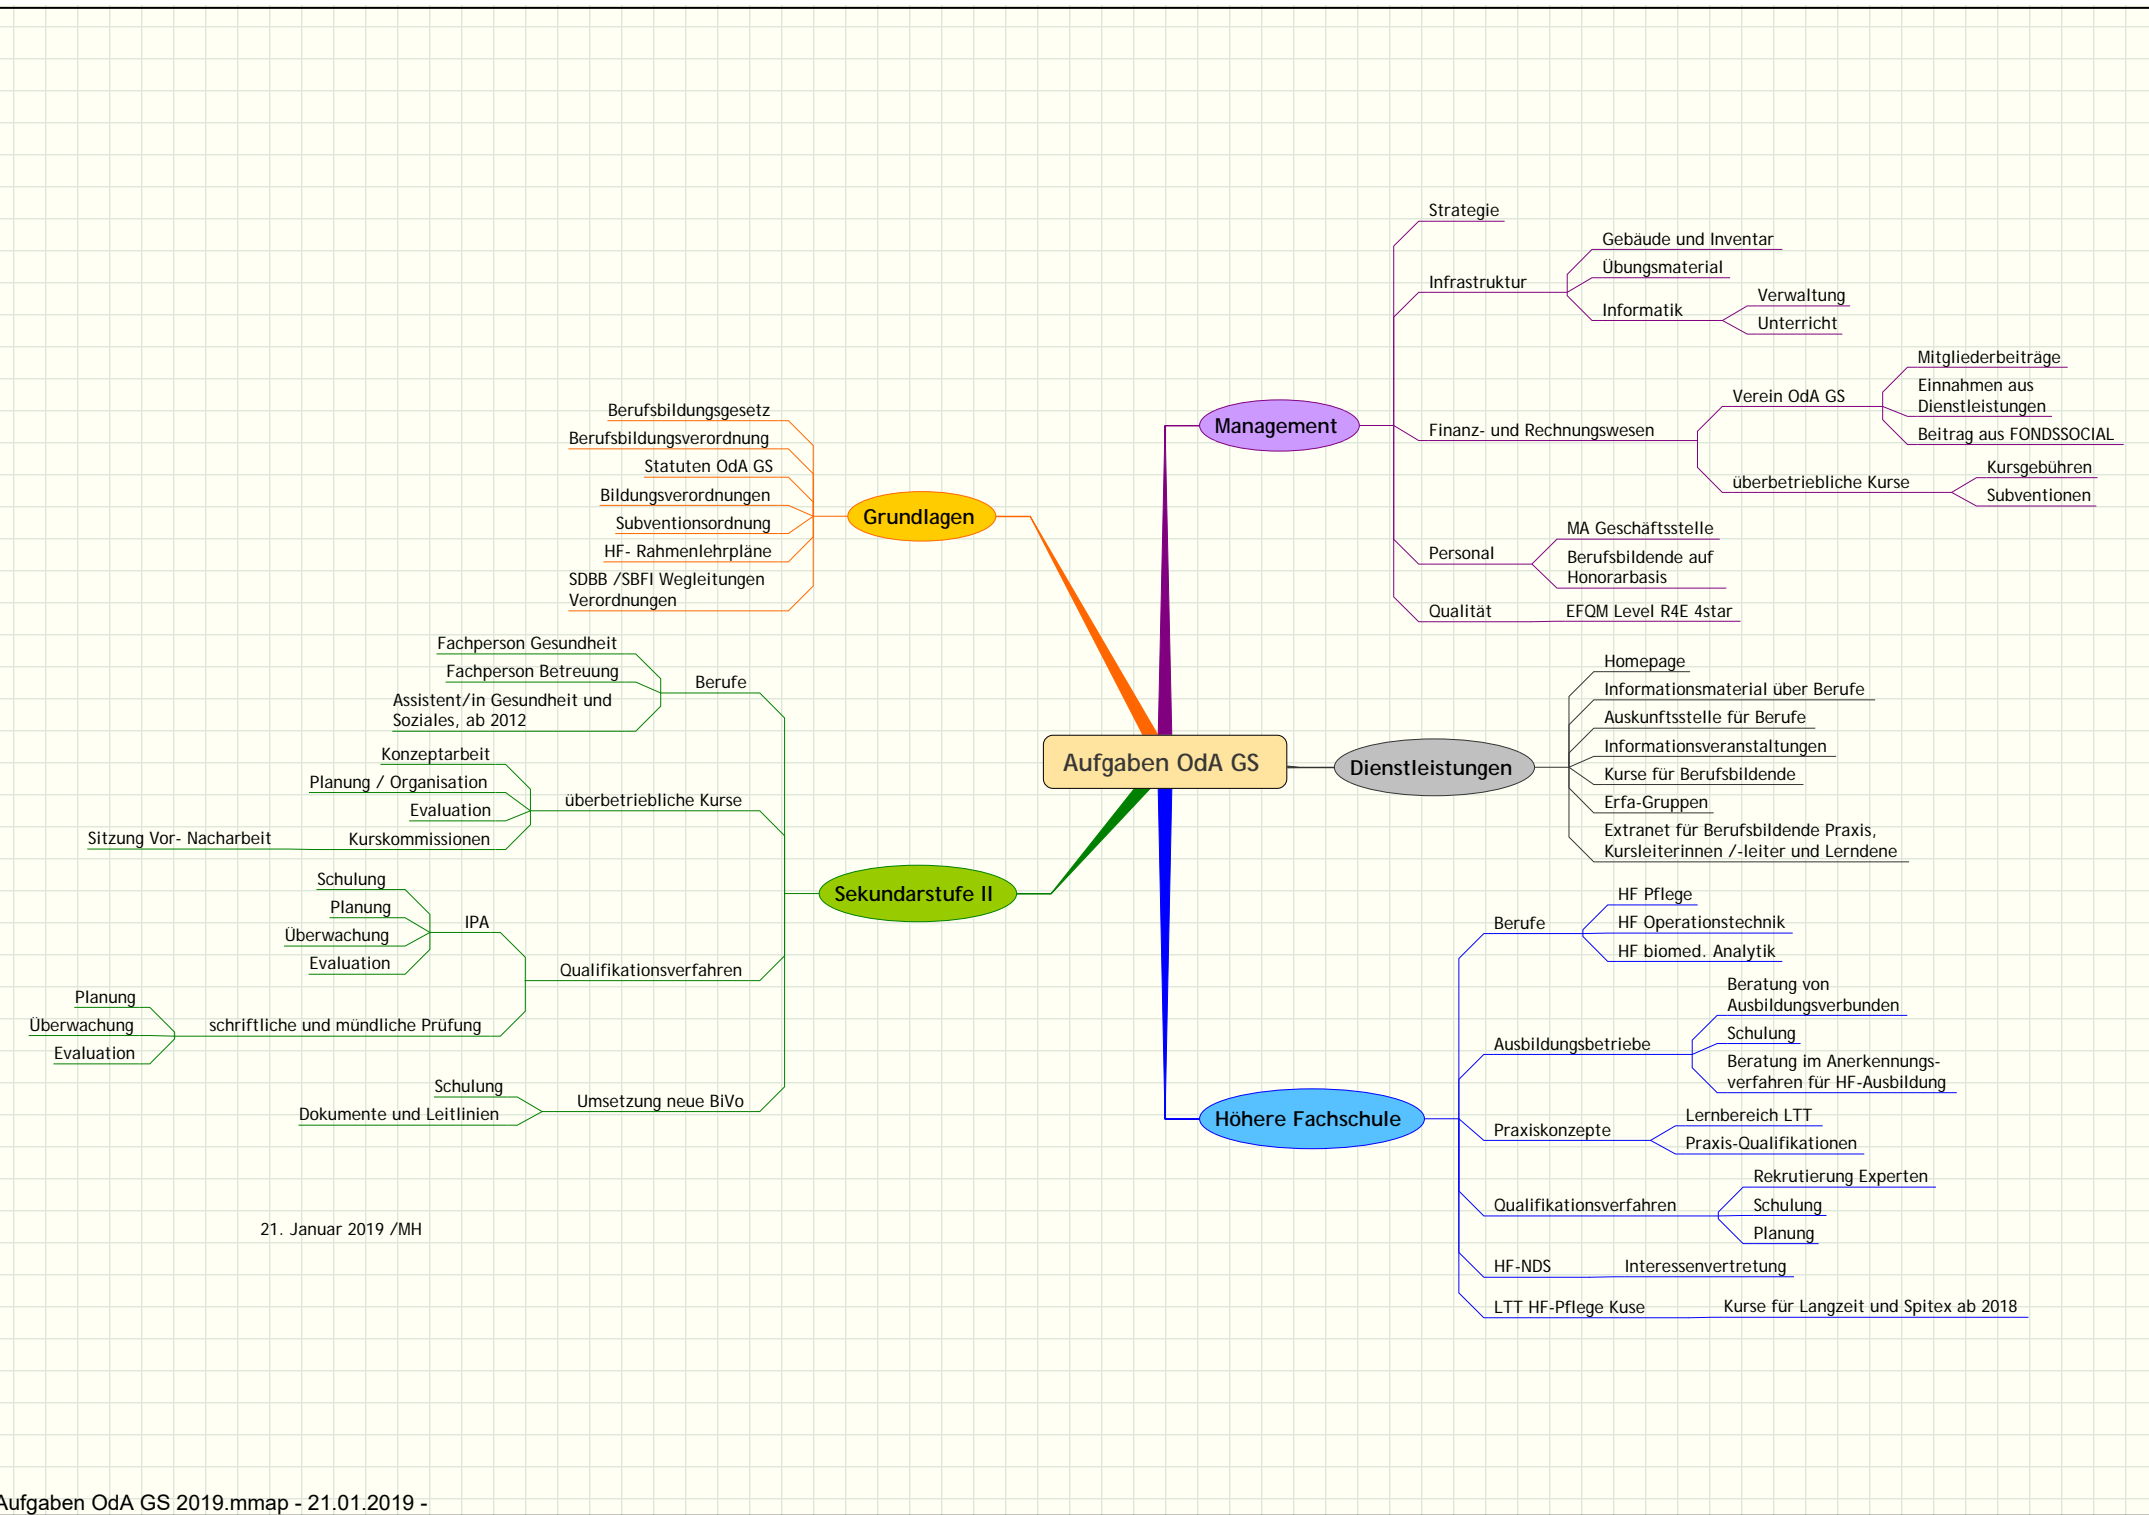 Aufgaben OdA GS
Management
Strategie
Infrastruktur
Gebäude und Inventar
Übungsmaterial
Informatik
Verwaltung
Unterricht
Finanz- und Rechnungswesen
Verein OdA GS
Mitgliederbeiträge
Einnahmen aus
Dienstleistungen
Beitrag aus FONDSSOCIAL
überbetriebliche Kurse
Kursgebühren
Subventionen
Personal
MA Geschäftsstelle
Berufsbildende auf
Honorarbasis
Qualität
EFQM Level R4E 4star
Dienstleistungen
Homepage
Informationsmaterial über Berufe
Auskunftsstelle für Berufe
Informationsveranstaltungen
Kurse für Berufsbildende
Erfa-Gruppen
Extranet für Berufsbildende Praxis,
Kursleiterinnen /-leiter und Lerndene
Höhere Fachschule
Berufe
HF Pflege
HF Operationstechnik
HF biomed. Analytik
Ausbildungsbetriebe
Beratung von
Ausbildungsverbunden
Schulung
Beratung im Anerkennungs-
verfahren für HF-Ausbildung
Praxiskonzepte
Lernbereich LTT
Praxis-Qualifikationen
Qualifikationsverfahren
Rekrutierung Experten
Schulung
Planung
HF-NDS
Interessenvertretung
LTT HF-Pflege Kuse
Kurse für Langzeit und Spitex ab 2018
Grundlagen
Berufsbildungsgesetz
Berufsbildungsverordnung
Statuten OdA GS
Bildungsverordnungen
Subventionsordnung
HF- Rahmenlehrpläne
SDBB /SBFI Wegleitungen
Verordnungen
Sekundarstufe II
Berufe
Fachperson Gesundheit
Fachperson Betreuung
Assistent/in Gesundheit und
Soziales, ab 2012
überbetriebliche Kurse
Konzeptarbeit
Planung / Organisation
Evaluation
Kurskommissionen
Sitzung Vor- Nacharbeit
Qualifikationsverfahren
IPA
Schulung
Planung
Überwachung
Evaluation
schriftliche und mündliche Prüfung
Planung
Überwachung
Evaluation
Umsetzung neue BiVo
Schulung
Dokumente und Leitlinien
21. Januar 2019 /MH
Aufgaben OdA GS 2019.mmap - 21.01.2019 -